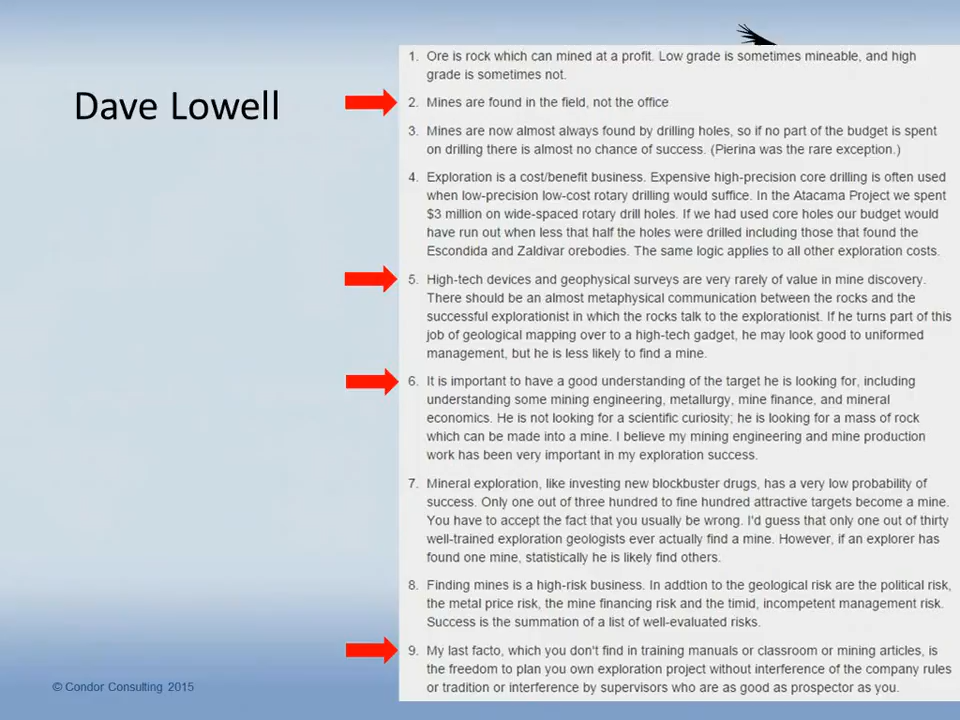 Dave Lowell
1. Ore is rock which can mined at a profit. Low grade is sometimes mineable, and high
grade is sometimes not.
2. Mines are found in the field, not the office
3. Mines are now almost always found by drilling holes, so if no part of the budget is spent
on drilling there is almost no chance of success. (Pierina was the rare exception.)
4. Exploration is a cost/benefit business. Expensive high-precision core drilling is often used
when low-precision low-cost rotary drilling would suffice. In the Atacama Project we spent
$3 million on wide-spaced rotary drill holes. If we had used core holes our budget would
have run out when less that half the holes were drilled including those that found the
Escondida and Zaldivar orebodies. The same logic applies to all other exploration costs.
5. High-tech devices and geophysical surveys are very rarely of value in mine discovery.
There should be an almost metaphysical communication between the rocks and the
successful explorationist in which the rocks talk to the explorationist. If he turns part of this
job of geological mapping over to a high-tech gadget, he may look good to uniformed
management, but he is less likely to find a mine.
6. It is important to have a good understanding of the target he is looking for, including
understanding some mining engineering, metallurgy, mine finance, and mineral
economics. He is not looking for a scientific curiosity; he is looking for a mass of rock
which can be made into a mine. I believe my mining engineering and mine production
work has been very important in my exploration success.
7. Mineral exploration, like investing new blockbuster drugs, has a very low probability of
success. Only one out of three hundred to fine hundred attractive targets become a mine.
You have to accept the fact that you usually be wrong. I'd guess that only one out of thirty
well-trained exploration geologists ever actually find a mine. However, if an explorer has
found one mine, statistically he is likely find others.
8. Finding mines is a high-risk business. In addtion to the geological risk are the political risk,
the metal price risk, the mine financing risk and the timid, incompetent management risk.
Success is the summation of a list of well-evaluated risks.
9. My last facto, which you don't find in training manuals or classroom or mining articles, is
the freedom to plan you own exploration project without interference of the company rules
or tradition or interference by supervisors who are as good as prospector as you.
© Condor Consulting 2015